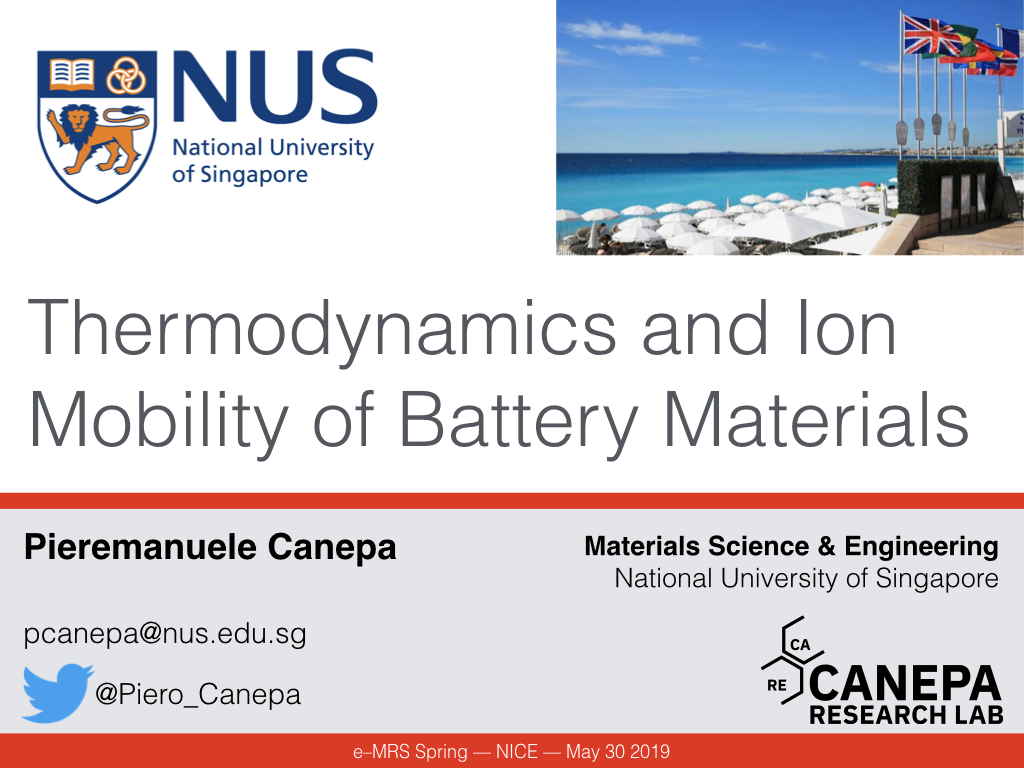 NUS
National University
of Singapore
Thermodynamics and Ion
Mobility of Battery Materials
Pieremanuele Canepa
Materials Science & Engineering
National University of Singapore
pcanepa@nus.edu.sg
@Piero_Canepa
CA
RE
CANEPA
RESEARCH LAB
e–MRS Spring — NICE — May 30 2019